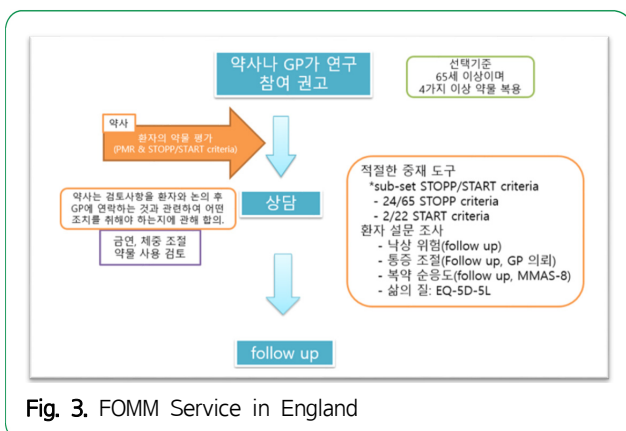 약사나 GP가 연구
참여 권고
선택기준
65세 이상이며
4가지 이상 약물 복용
약사
환자의 약물 평가
(PMR & STOPP/START criteria)
약사는 검토사항을 환자와 논의 후
GP에 연락하는 것과 관련하여 어떤
조치를 취해야 하는지에 관해 합의.
상담
금연, 체중 조절
약물 사용 검토
적절한 중재 도구
*sub-set STOPP/START criteria
- 24/65 STOPP criteria
- 2/22 START criteria
환자 설문 조사
- 낙상 위험(follow up)
- 통증 조절(Follow up, GP 의뢰)
- 복약 순응도(follow up, MMAS-8)
- 삶의 질: EQ-5D-5L
follow up
Fig. 3. FOMM Service in England